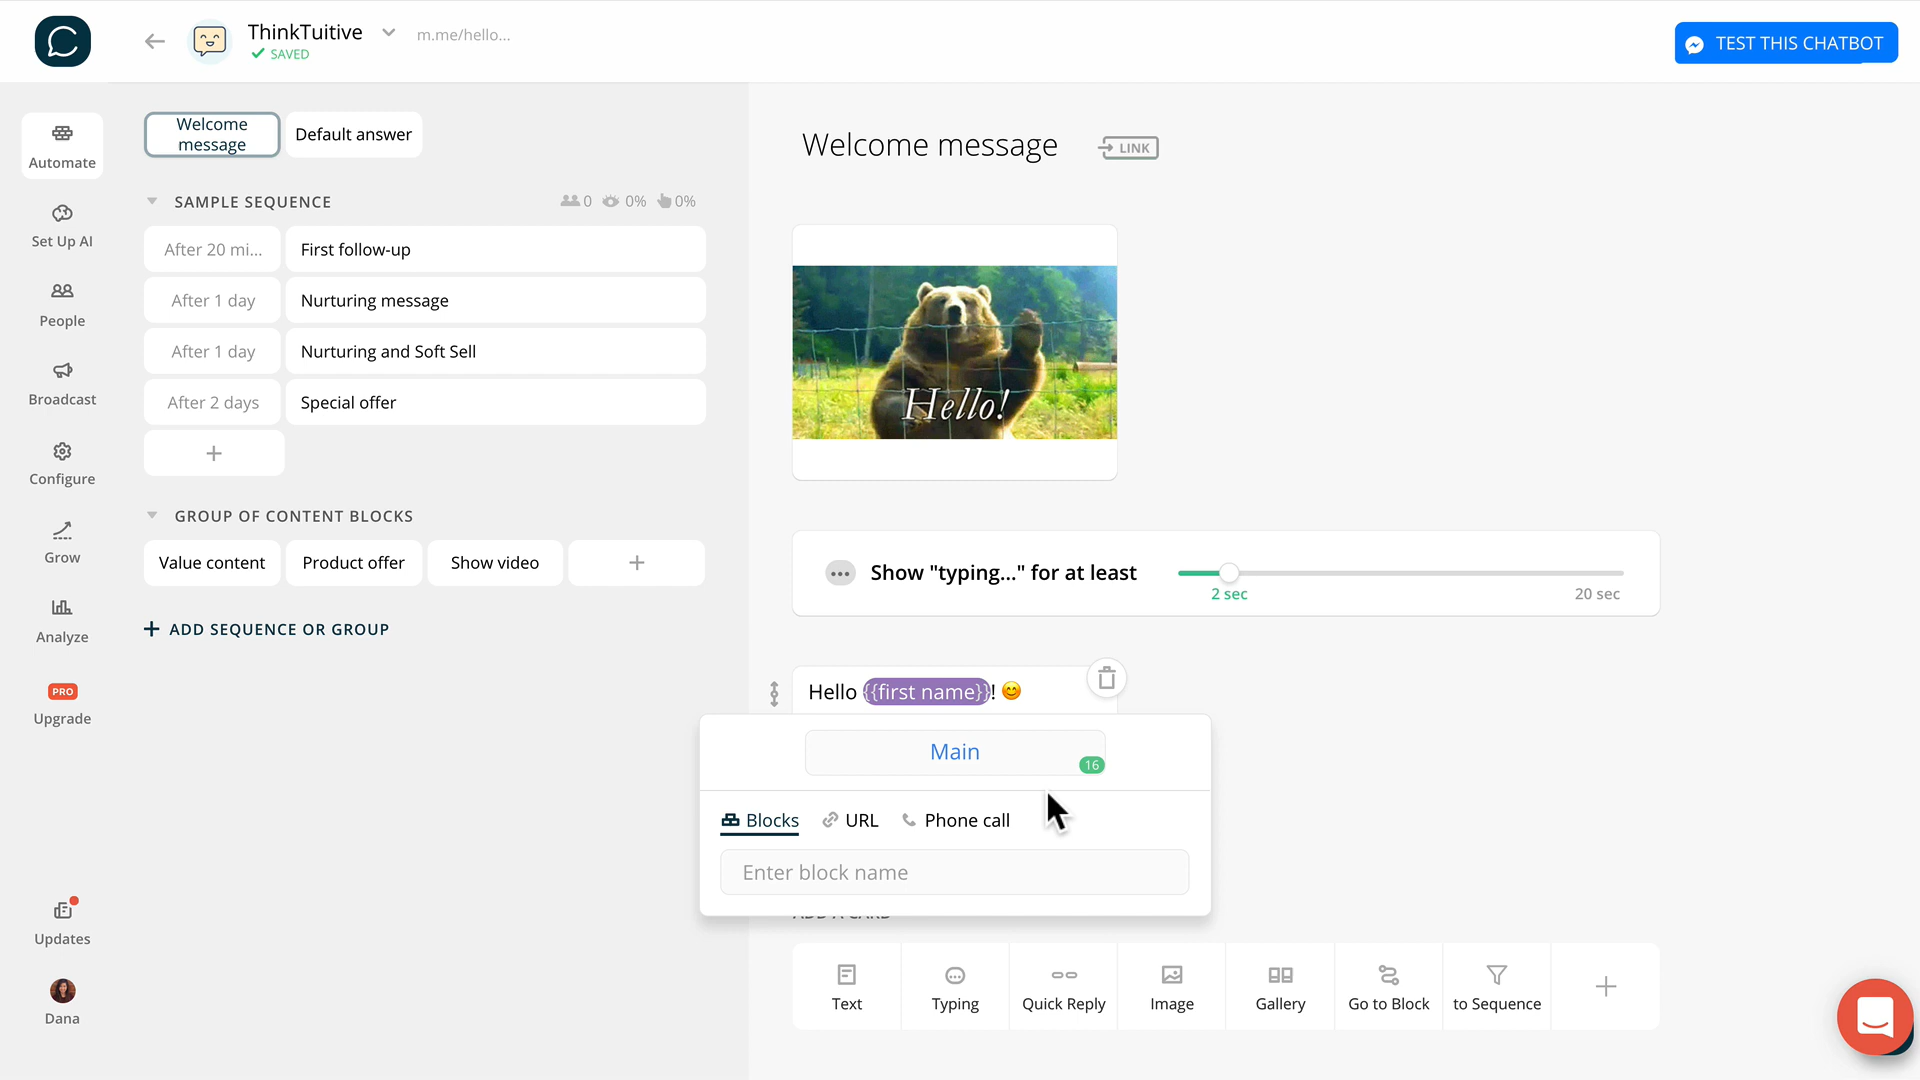 ThinkTuitive
m.me/hello...
SAVED
TEST THIS CHATBOT
Automate
Set Up AI
People
Broadcast
Configure
Grow
Analyze
PRO
Upgrade
Updates
Dana
Welcome
message
Default answer
SAMPLE SEQUENCE
0
0%
0%
After 20 mi...
First follow-up
After 1 day
Nurturing message
After 1 day
Nurturing and Soft Sell
After 2 days
Special offer
GROUP OF CONTENT BLOCKS
Value content
Product offer
Show video
ADD SEQUENCE OR GROUP
Welcome message
LINK
Hello!
Show "typing..." for at least
2 sec
20 sec
Hello {{first name}}! 😊
Main
16
Blocks
URL
Phone call
Enter block name
ADD A CARD
Text
Typing
Quick Reply
Image
Gallery
Go to Block
to Sequence